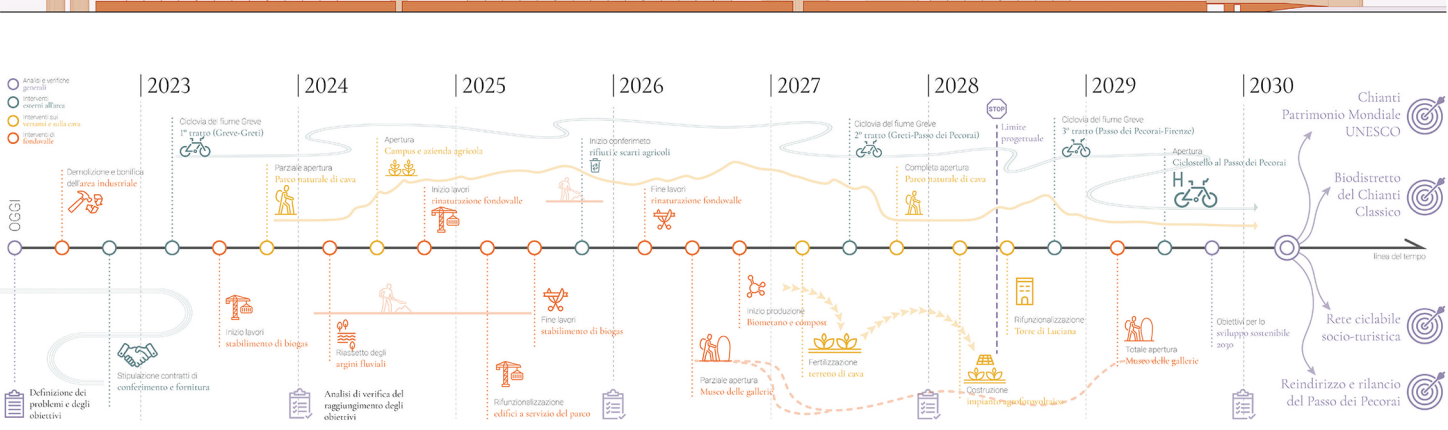 2023
2024
2025
2026
2027
2028
2029
2030
Analisi e verifiche
generali
Interventi
esterni all'area
Interventi sui
versanti e sulla cava
Interventi di
fondovalle
OGGI
Demolizione e bonifica
dell'area industriale
Ciclovia del fiume Greve
1° tratto (Greve-Greti)
Parziale apertura
Parco naturale di cava
Apertura
Campus e azienda agricola
Inizio lavori
rinaturazione fondovalle
Inizio conferimeto
rifiuti e scarti agricoli
Fine lavori
rinaturazione fondovalle
Ciclovia del fiume Greve
2° tratto (Greti-Passo dei Pecorai)
Completa apertura
Parco naturale di cava
STOP
Limite
progettuale
Ciclovia del fiume Greve
3° tratto (Passo dei Pecorai-Firenze)
Apertura
Ciclostello al Passo dei Pecorai
H
Chianti
Patrimonio Mondiale
UNESCO
Biodistretto
del Chianti
Classico
linea del tempo
Definizione dei
problemi e degli
obiettivi
Stipulazione contratti di
conferimento e fornitura
Inizio lavori
stabilimento di biogas
Riassetto degli
argini fluviali
Analisi di verifica del
raggiungimento degli
obiettivi
Rifunzionalizzazione
edifici a servizio del parco
Fine lavori
stabilimento di biogas
Parziale apertura
Museo delle gallerie
Inizio produzione
Biometano e compost
Fertilizzazione
terreno di cava
Costruzione
impianto agrofotovoltaico
Rifunzionalizzazione
Torre di Luciana
Totale apertura
Museo delle gallerie
Obiettivi per lo
sviluppo sostenibile
2030
Rete ciclabile
socio-turistica
Reindirizzo e rilancio
del Passo dei Pecorai